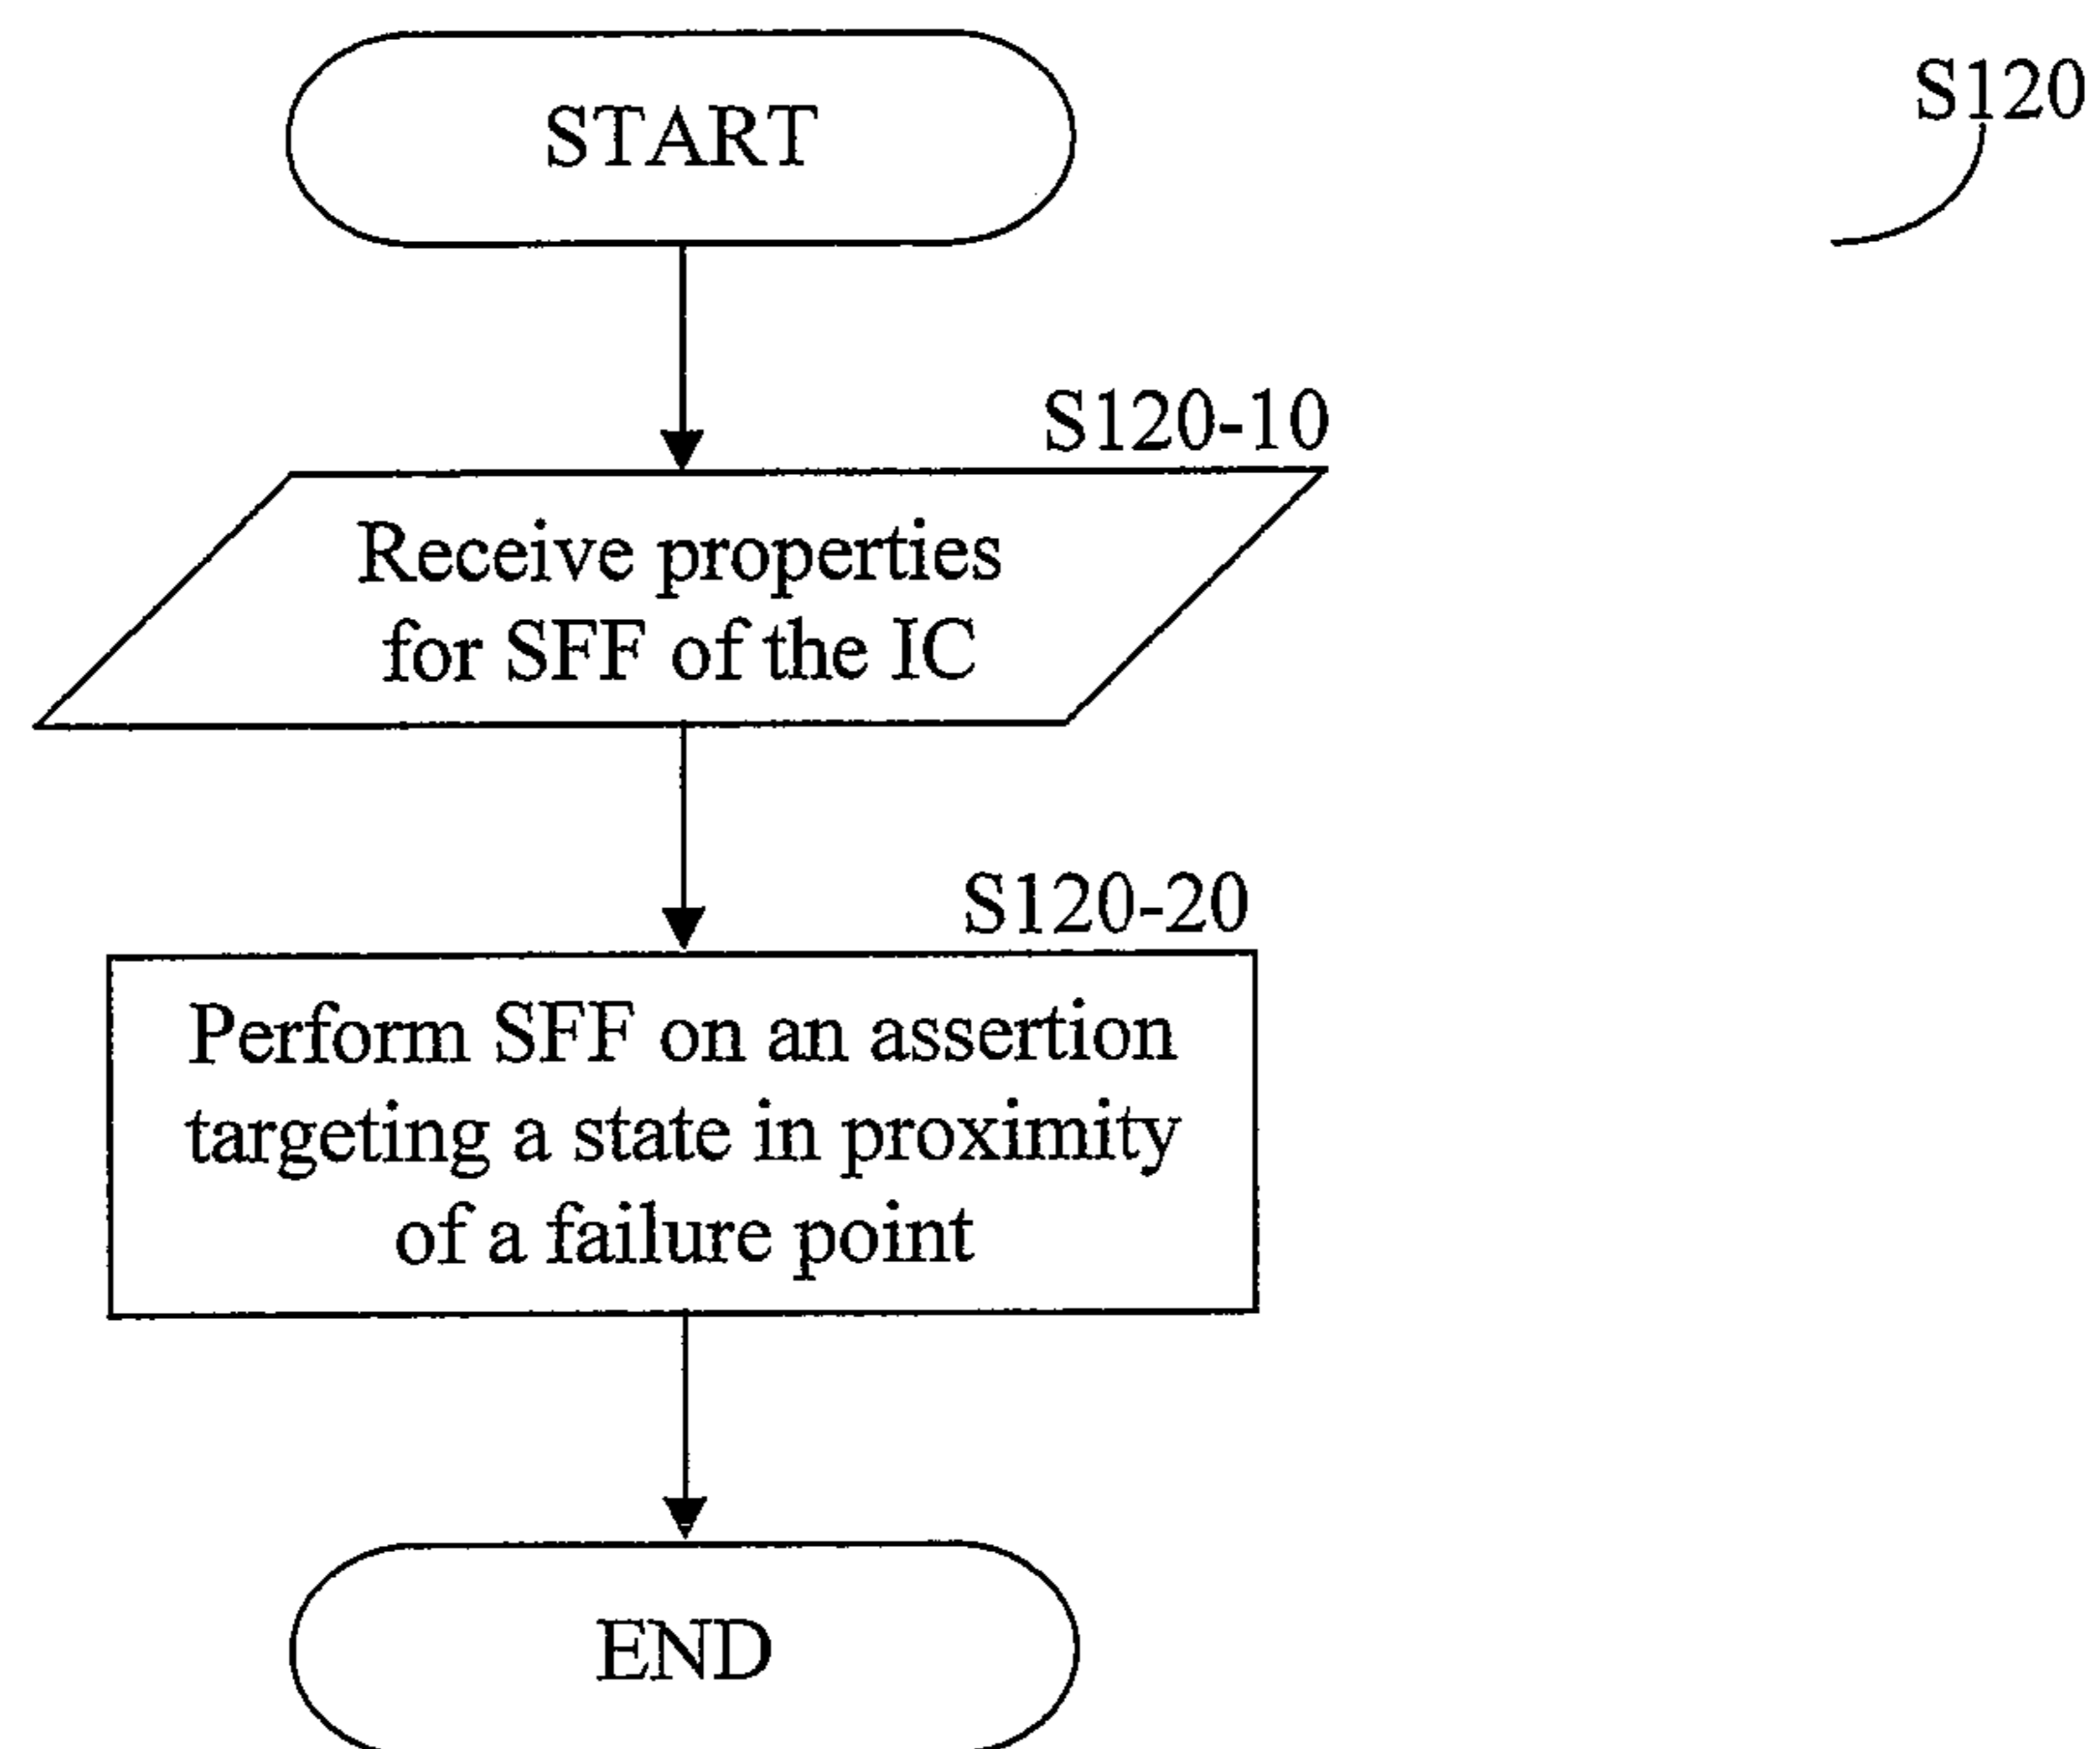 START
S120
S120-10
Receive properties
for SFF of the IC
S120-20
Perform SFF on an assertion
targeting a state in proximity
of a failure point
END